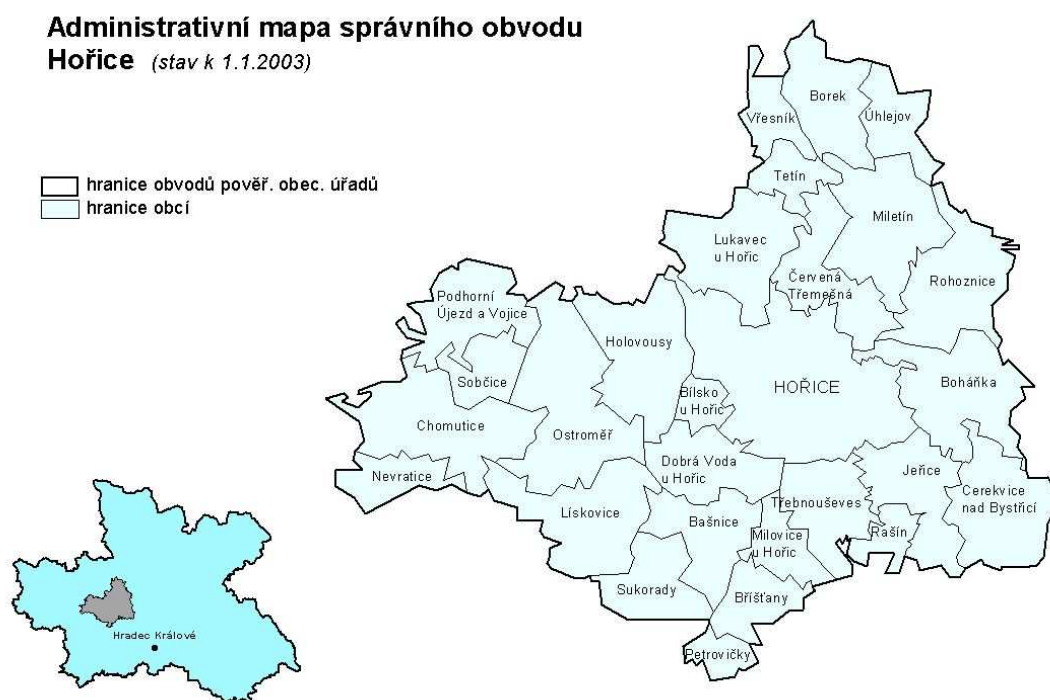 Administrativní mapa správního obvodu
Hořice (stav k 1.1.2003)
hranice obvodů pověř. obec. úřadů
hranice obcí
Borek
Vřesník
Úhlejov
Tetín
Miletín
Lukavec
u Hořic
Červená
Třemešná
Rohoznice
Podhorní
Újezd a Vojice
Holovousy
Sobčice
Bílsko
u Hořic
HOŘICE
Boháňka
Chomutice
Ostroměř
Dobrá Voda
u Hořic
Jeřice
Nevratice
Třebnouševes
Cerekvice
nad Bystřicí
Lískovice
Bašnice
Milovice
u Hořic
Rašín
Sukorady
Bříšťany
Petrovičky
Hradec Králové